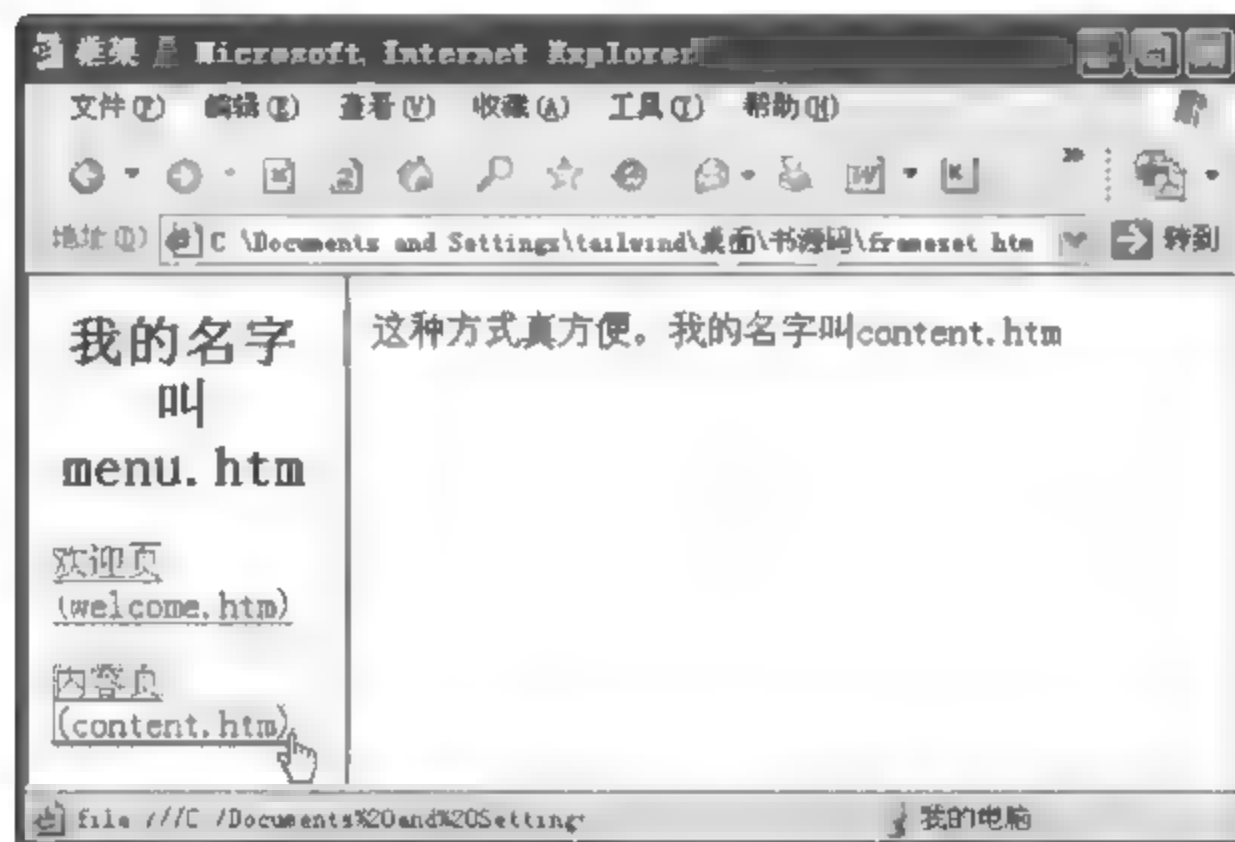 框架 - Microsoft Internet Explorer
文件(F) 编辑(E) 查看(V) 收藏(A) 工具(T) 帮助(H)
地址(D) C:\Documents and Settings\tailwind\桌面\书源码\frameset.htm 转到
我的名字
叫
menu.htm
欢迎页
(welcome.htm)
内容页
(content.htm)
这种方式真方便。我的名字叫content.htm
file:///C:/Documents%20and%20Setting 我的电脑